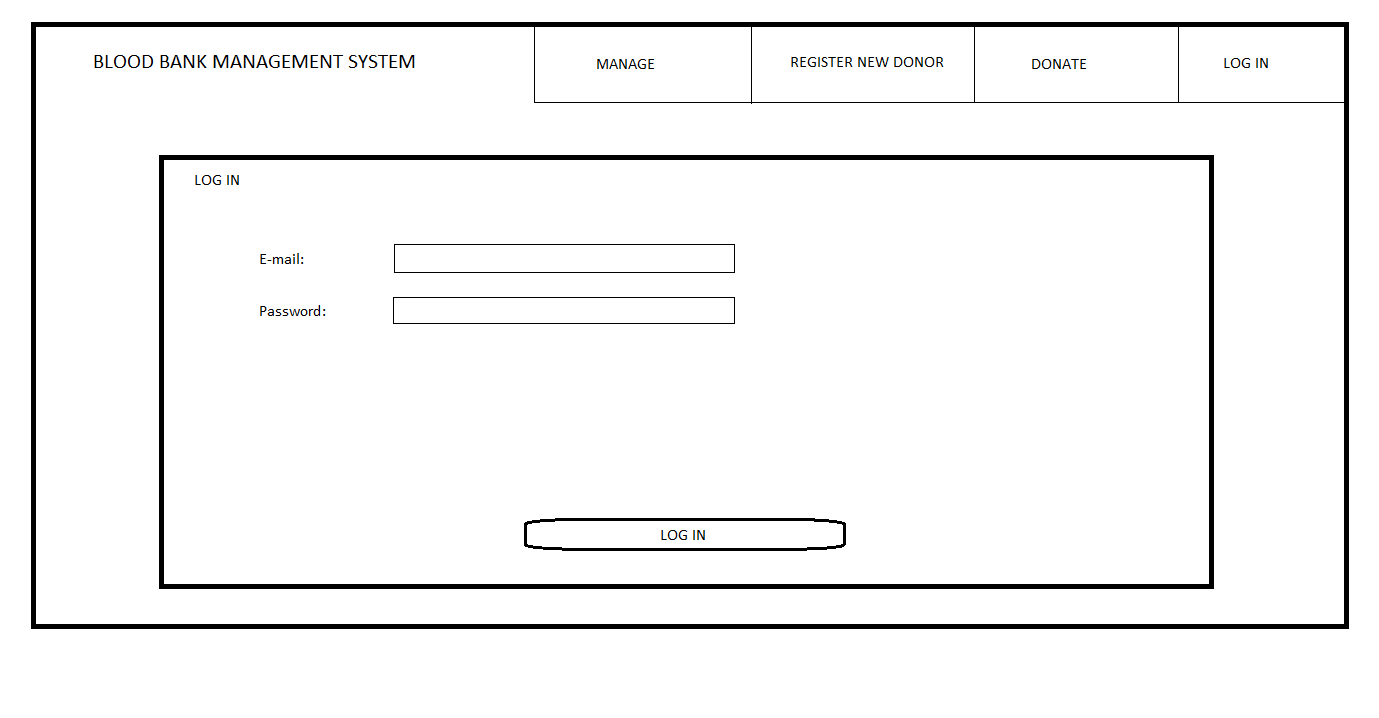 BLOOD BANK MANAGEMENT SYSTEM
MANAGE
REGISTER NEW DONOR
DONATE
LOG IN
LOG IN
E-mail:
Password:
LOG IN